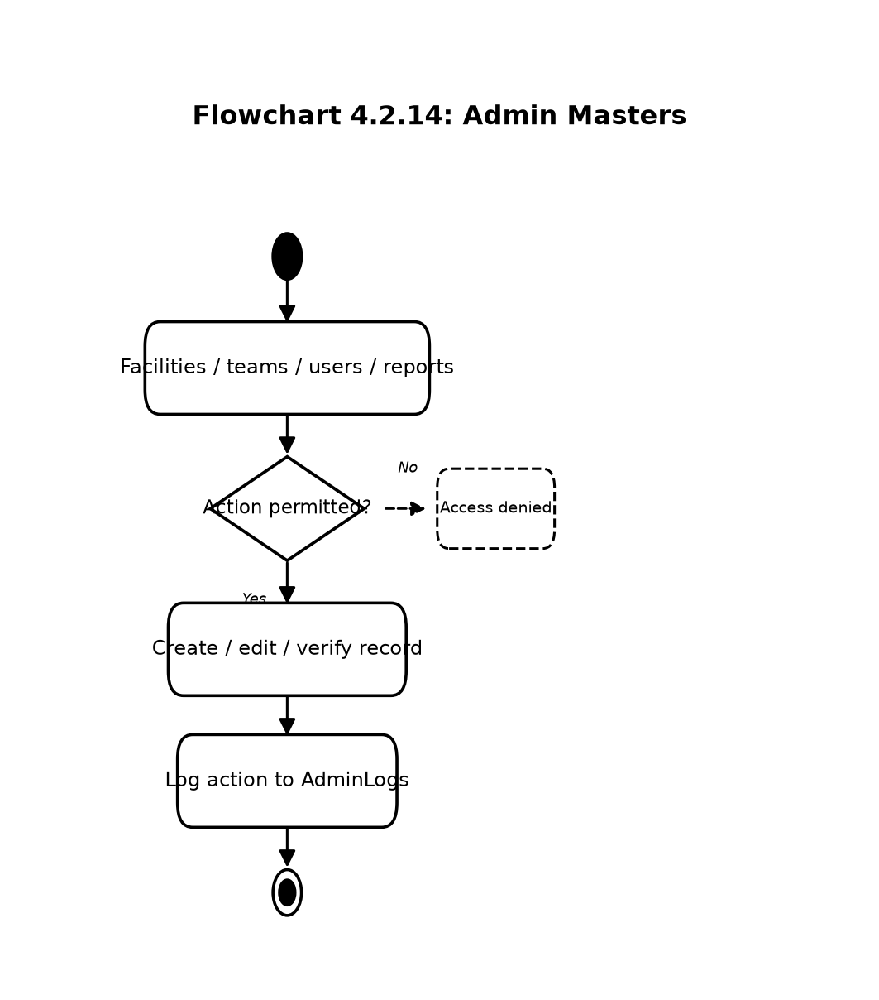 Flowchart 4.2.14: Admin Masters
Facilities / teams / users / reports
No
Action permitted?
Access denied
Yes
Create / edit / verify record
Log action to AdminLogs